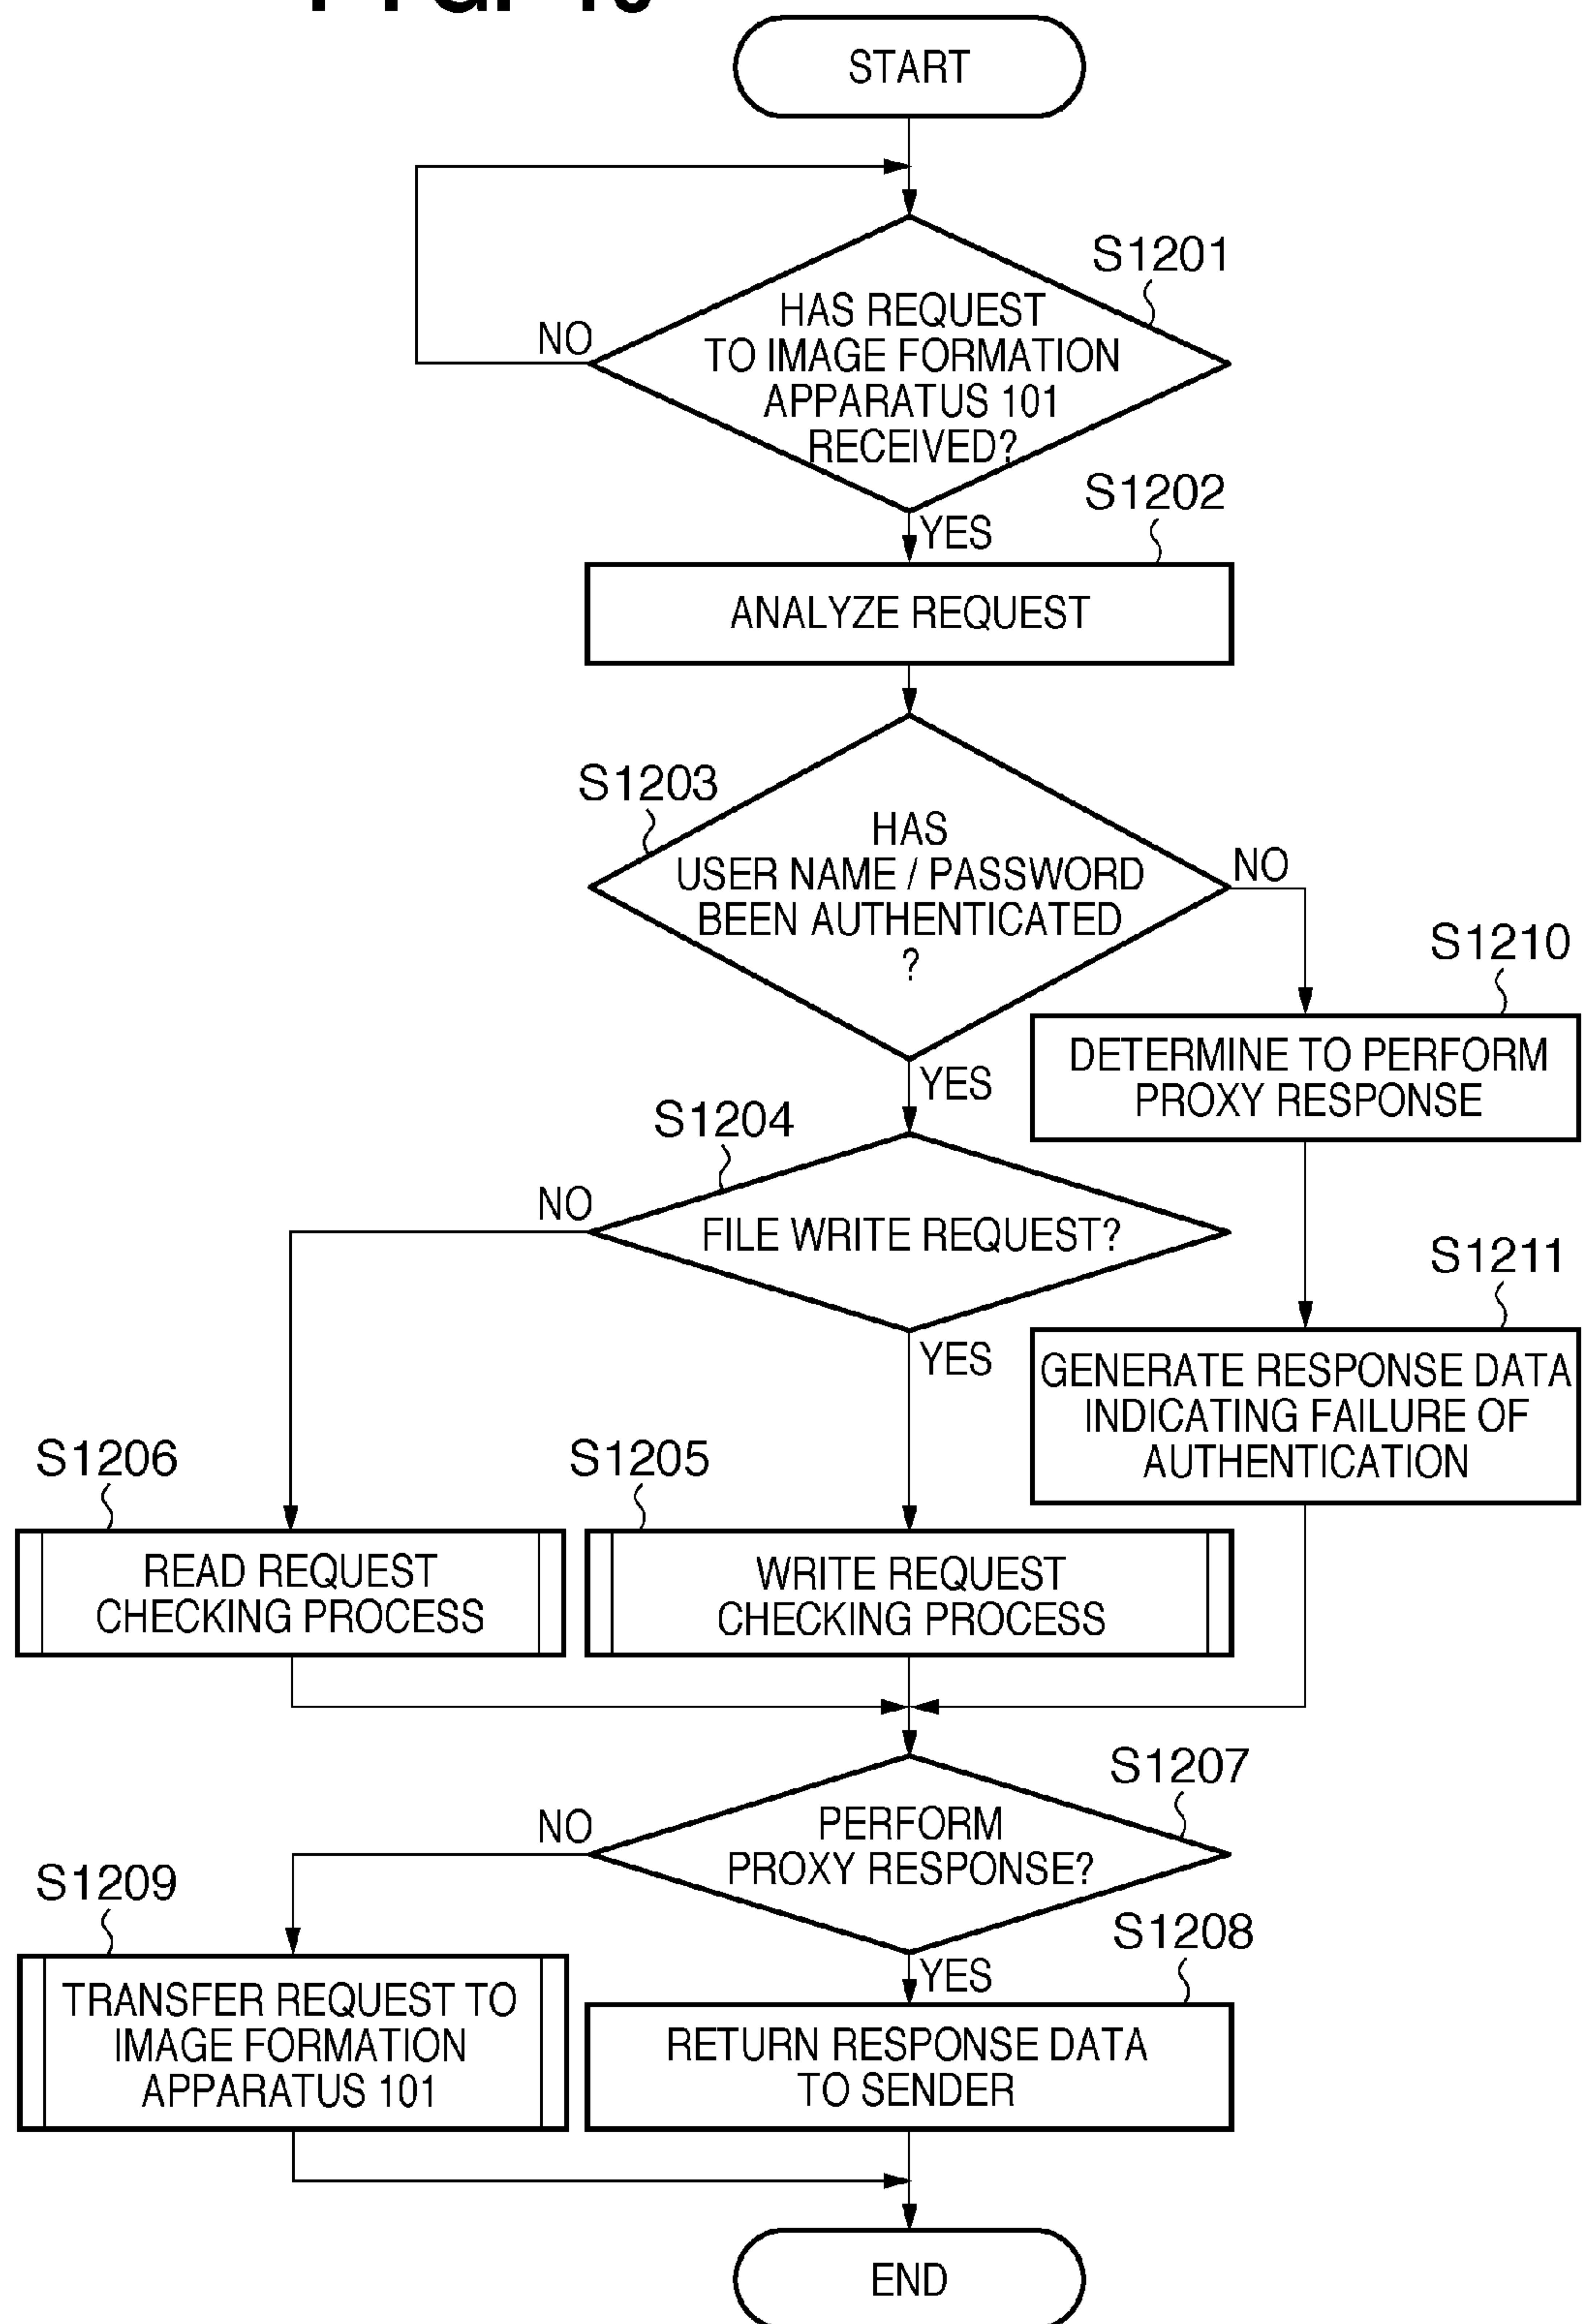 START
S1201
HAS REQUEST
TO IMAGE FORMATION
APPARATUS 101
RECEIVED?
NO
YES
S1202
ANALYZE REQUEST
S1203
HAS
USER NAME / PASSWORD
BEEN AUTHENTICATED
?
NO
YES
S1210
DETERMINE TO PERFORM
PROXY RESPONSE
S1204
NO
FILE WRITE REQUEST?
YES
S1211
GENERATE RESPONSE DATA
INDICATING FAILURE OF
AUTHENTICATION
S1206
READ REQUEST
CHECKING PROCESS
S1205
WRITE REQUEST
CHECKING PROCESS
S1207
PERFORM
PROXY RESPONSE?
NO
YES
S1209
TRANSFER REQUEST TO
IMAGE FORMATION
APPARATUS 101
S1208
RETURN RESPONSE DATA
TO SENDER
END